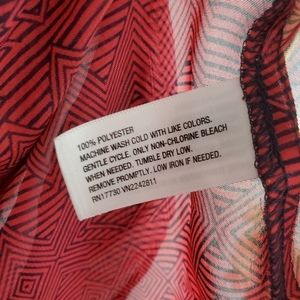 100% POLYESTER
MACHINE WASH COLD WITH LIKE COLORS.
GENTLE CYCLE. ONLY NON-CHLORINE BLEACH
WHEN NEEDED. TUMBLE DRY LOW.
REMOVE PROMPTLY. LOW IRON IF NEEDED.
RN17730 VN2242811